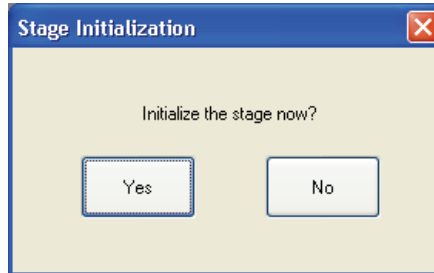 Stage Initialization
Initialize the stage now?
Yes
No